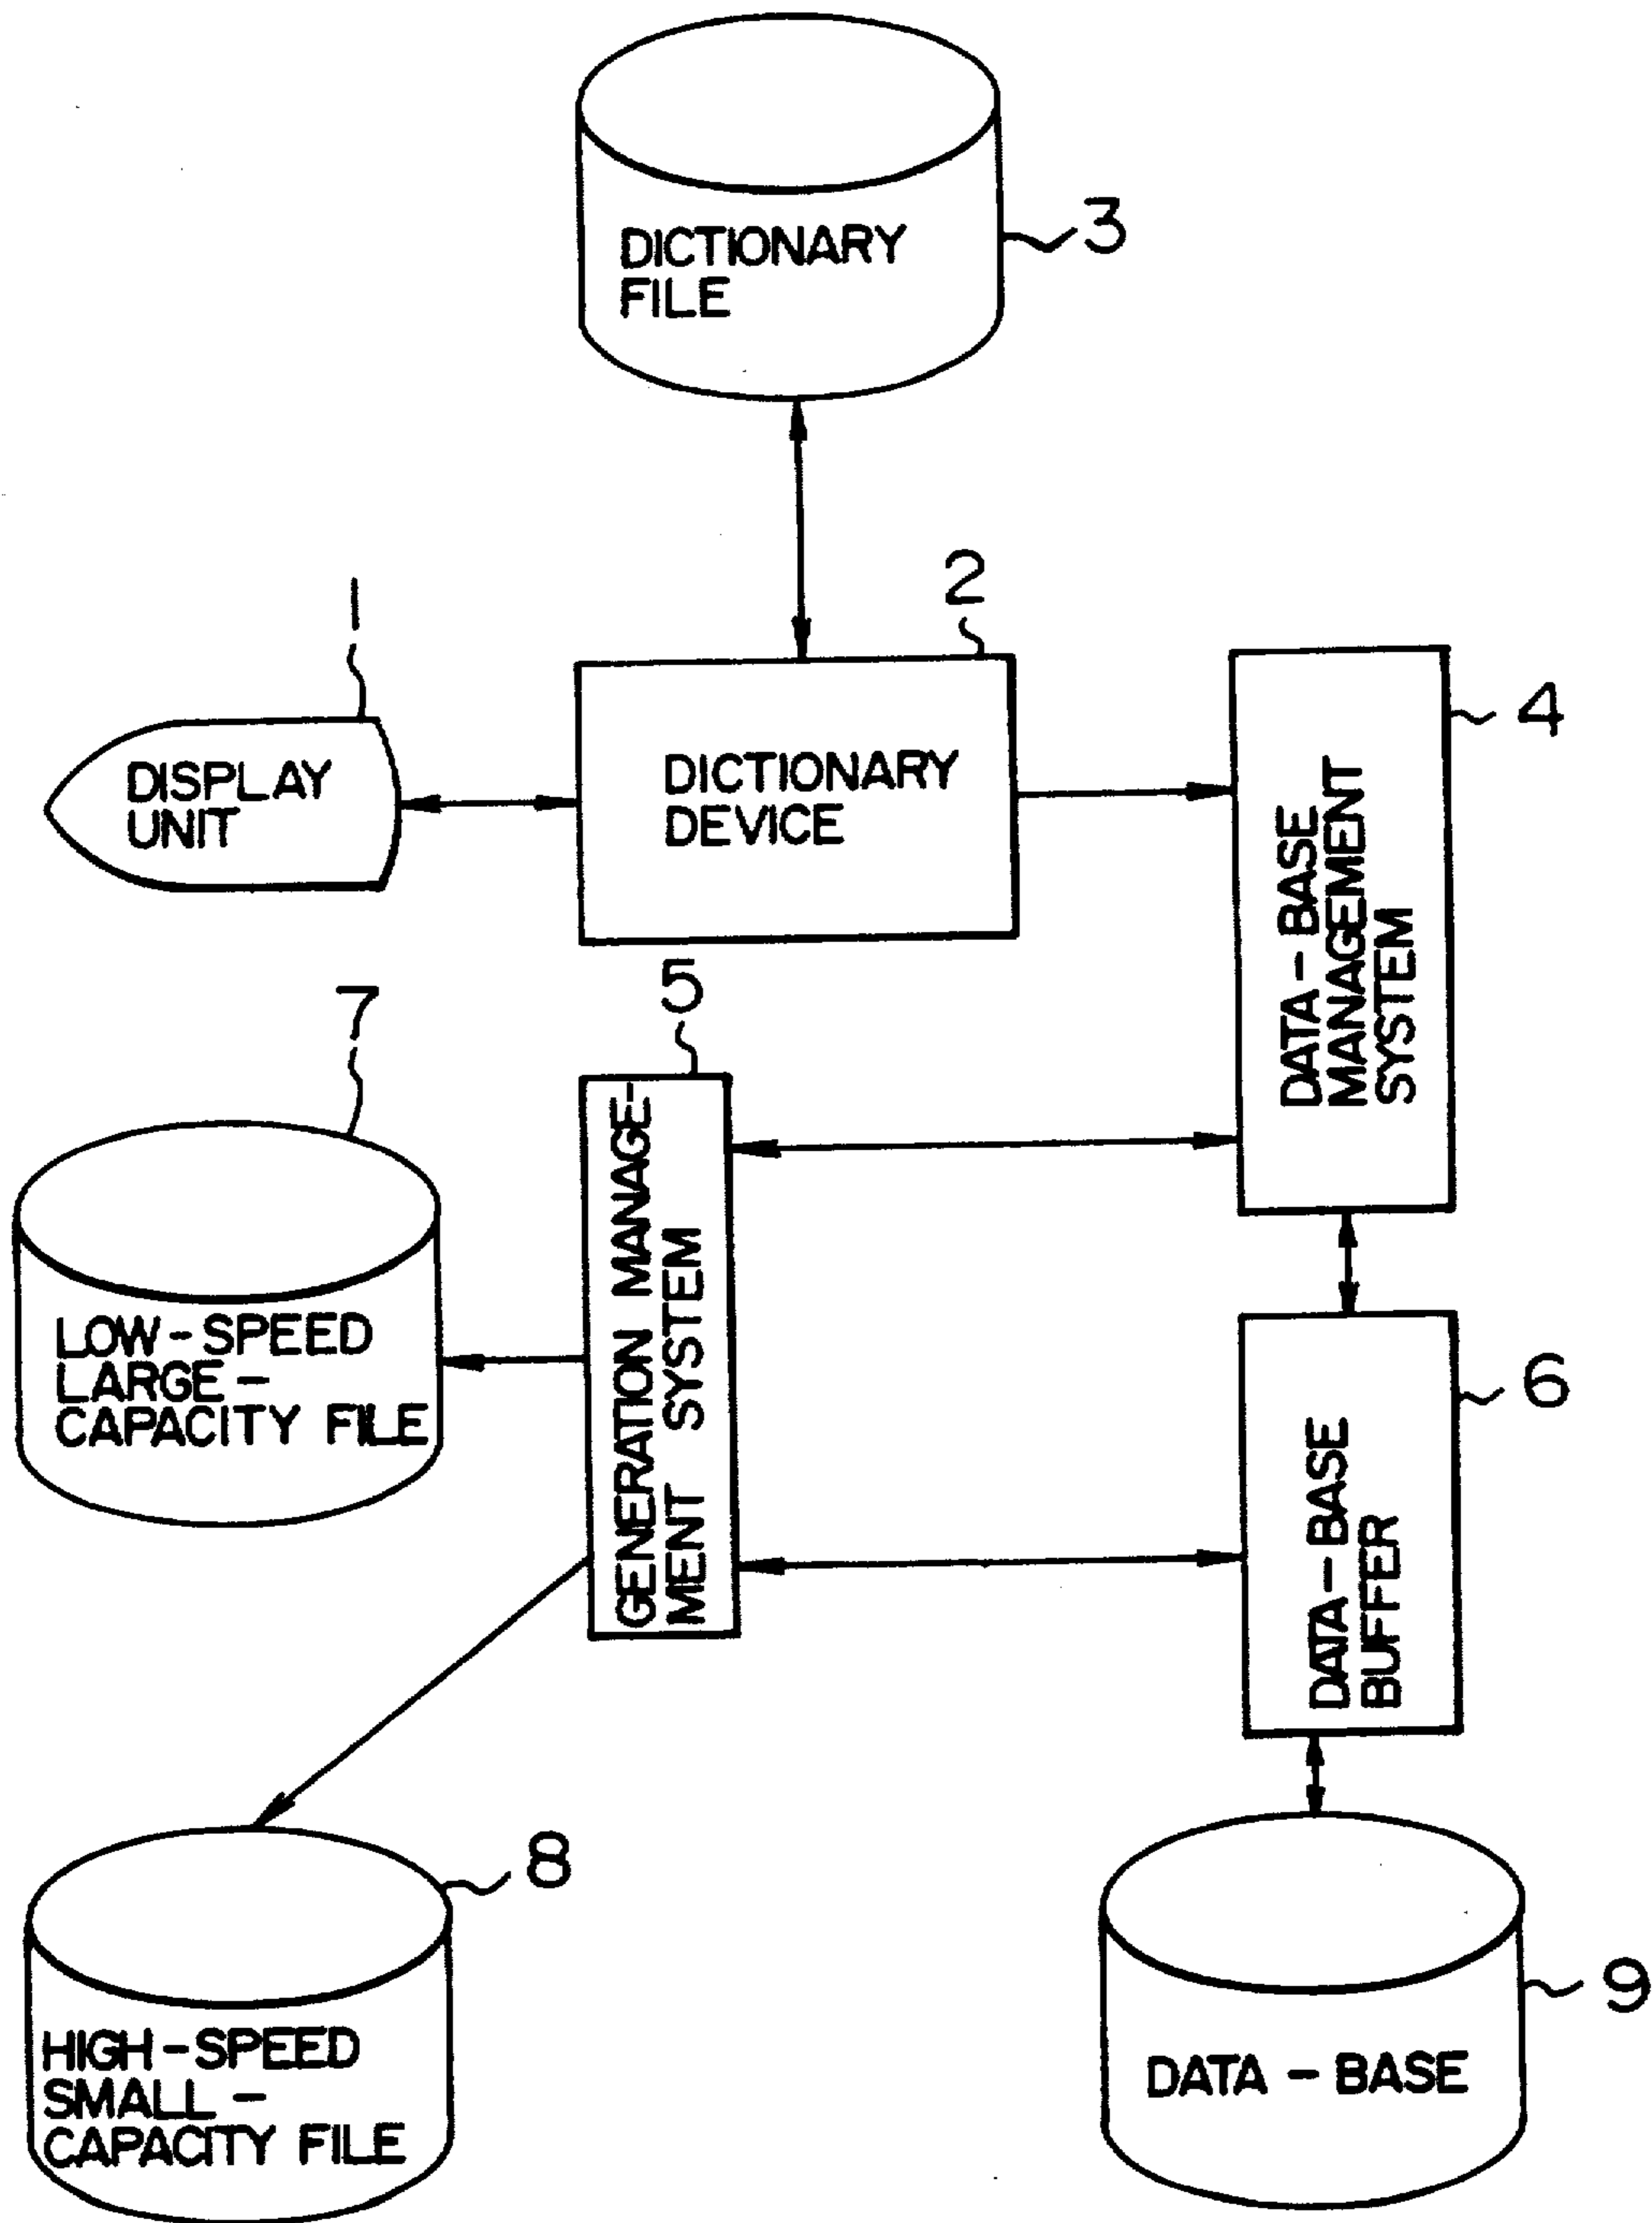 DICTIONARY
FILE
3
2
1
4
DISPLAY
UNIT
DICTIONARY
DEVICE
DATA-BASE
MANAGEMENT
SYSTEM
7
5
LOW-SPEED
LARGE-
CAPACITY FILE
GENERATION MANAGE-
MENT SYSTEM
6
DATA-BASE
BUFFER
8
HIGH-SPEED
SMALL-
CAPACITY FILE
9
DATA-BASE